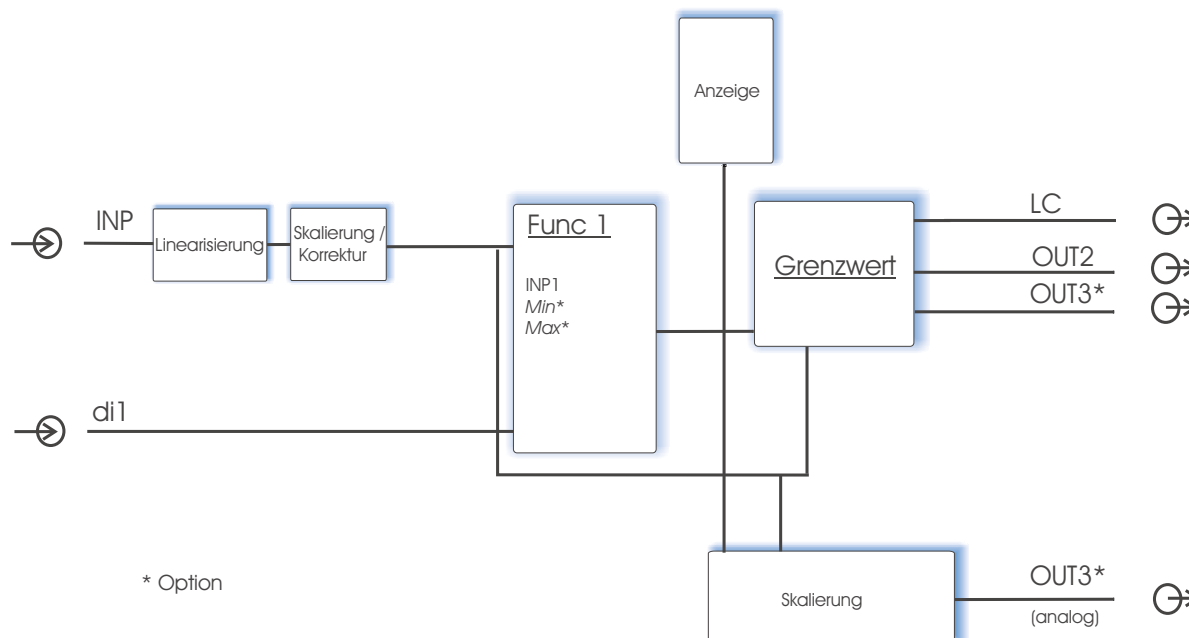 Anzeige
INP
Linearisierung
Skalierung /
Korrektur
Func 1
INP1
Min*
Max*
Grenzwert
LC
OUT2
OUT3*
di1
* Option
Skalierung
OUT3*
(analog)